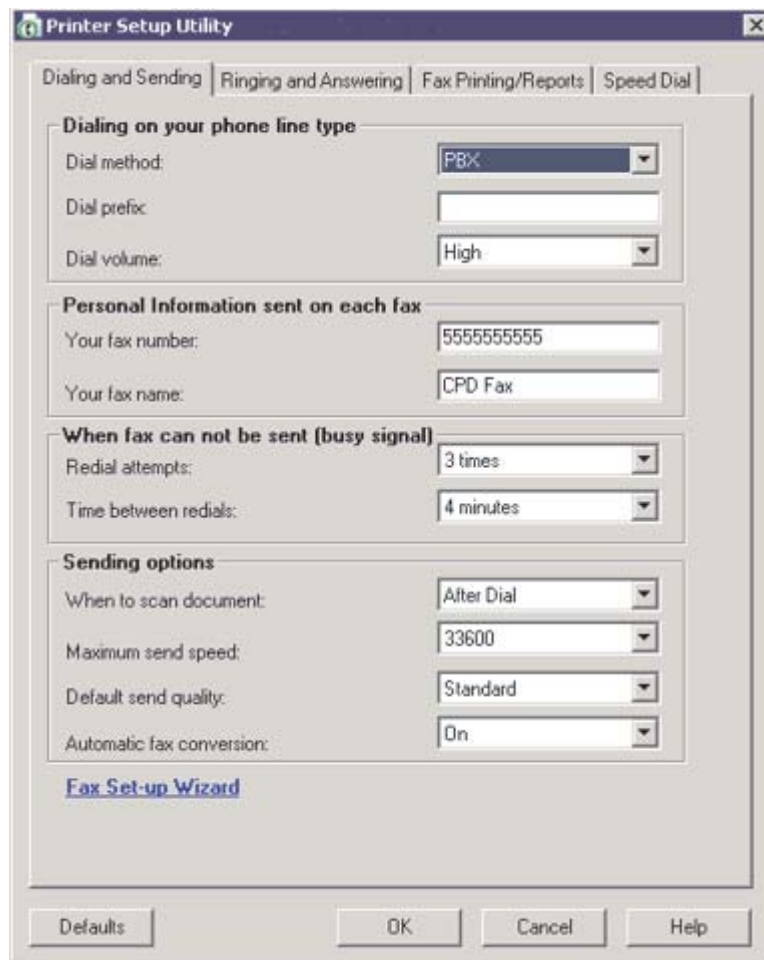 Printer Setup Utility
Dialing and Sending Ringing and Answering Fax Printing/Reports Speed Dial
Dialing on your phone line type
Dial method: PBX
Dial prefix:
Dial volume: High
Personal Information sent on each fax
Your fax number: 5555555555
Your fax name: CPD Fax
When fax can not be sent (busy signal)
Redial attempts: 3 times
Time between redials: 4 minutes
Sending options
When to scan document: After Dial
Maximum send speed: 33600
Default send quality: Standard
Automatic fax conversion: On
Fax Set-up Wizard
Defaults OK Cancel Help